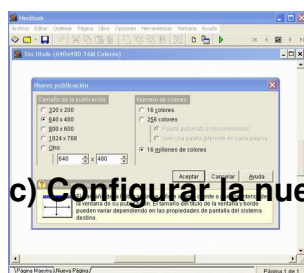 NeoBook
Archivo Editar Ordenar Página Libro Opciones Herramientas Ventana Ayuda
Sin título (640x480 16M Colores)
Nueva publicación
Tamaño de la publicación
Número de colores:
320 x 200
16 colores
640 x 480
256 colores
800 x 600
Paleta automática (recomendado)
1024 x 768
Use una paleta diferente en cada página
Otro:
16 millones de colores
640 x 480
Aceptar Cancelar Ayuda
c) Configurar la nue
la ventana de su publicación. El tamaño del título de la ventana y borde
pueden variar dependiendo en las propiedades de pantalla del sistema
destino.
Página Maestra Nueva Página
Página 1 de 1